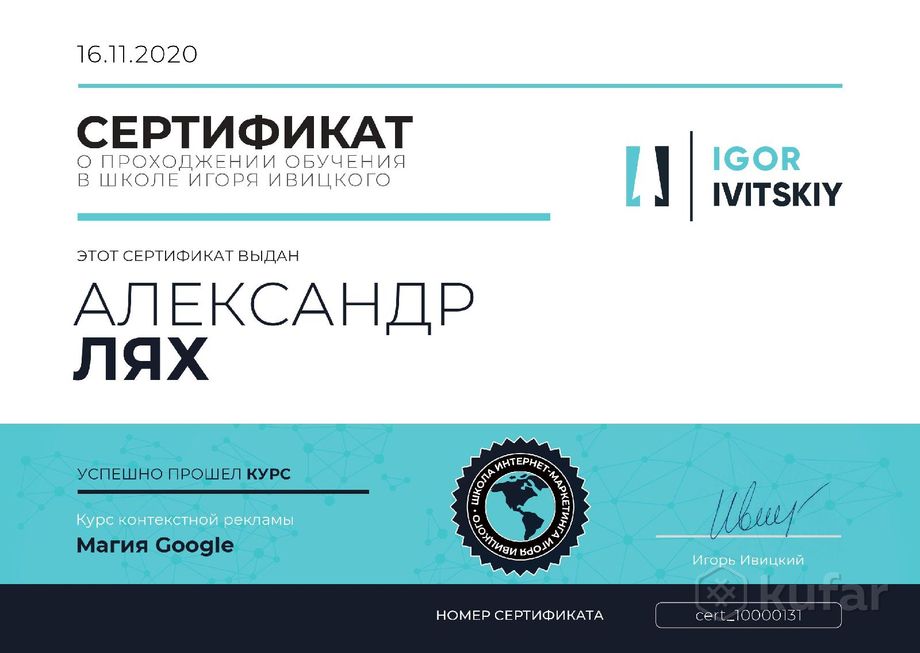 16.11.2020
СЕРТИФИКАТ
О ПРОХОДЖЕНИИ ОБУЧЕНИЯ
В ШКОЛЕ ИГОРЯ ИВИЦКОГО
IGOR
IVITSKIY
ЭТОТ СЕРТИФИКАТ ВЫДАН
АЛЕКСАНДР
ЛЯХ
УСПЕШНО ПРОШЕЛ КУРС
Курс контекстной рекламы
Магия Google
ШКОЛА ИНТЕРНЕТ-МАРКЕТИНГА ИГОРЯ ИВИЦКОГО •
Ивиц
Игорь Ивицкий
kufar
НОМЕР СЕРТИФИКАТА
cert_10000131